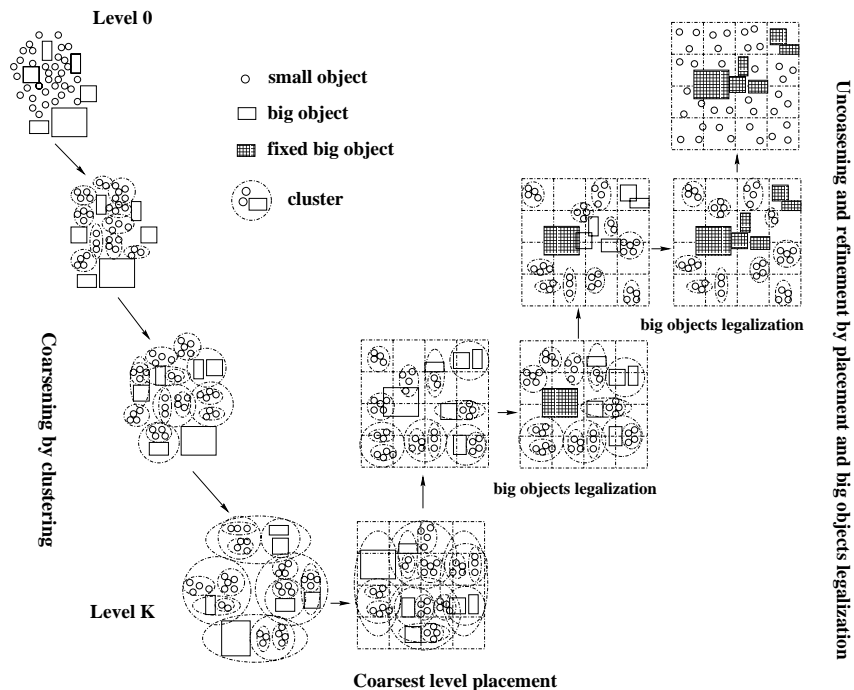 Level 0
small object
big object
fixed big object
cluster
Coarsening by clustering
Level K
Coarsest level placement
big objects legalization
big objects legalization
Uncoasening and refinement by placement and big objects legalization